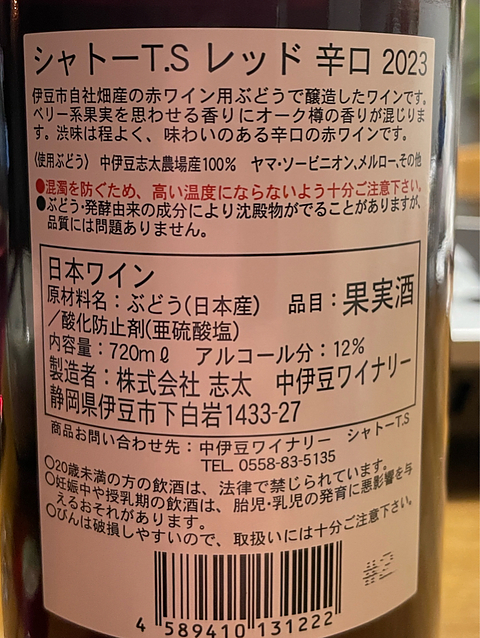 シャトーT.S レッド 辛口 2023
伊豆市自社畑産の赤ワイン用ぶどうで醸造したワインです。
ベリー系果実を思わせる香りにオーク樽の香りが混じりま
す。渋味は程よく、味わいのある辛口の赤ワインです。
(使用ぶどう) 中伊豆志太農場産100% ヤマ・ソービニオン,メルロー,その他
●混濁を防ぐため、高い温度にならないよう十分ご注意下さい。
●ぶどう・発酵由来の成分により沈殿物がでることがありますが、
品質には問題ありません。
日本ワイン
原材料名：ぶどう(日本産) 品目：果実酒
／酸化防止剤(亜硫酸塩)
内容量：720mℓ アルコール分：12%
製造者：株式会社 志太 中伊豆ワイナリー
静岡県伊豆市下白岩1433-27
商品お問い合わせ先：中伊豆ワイナリー シャトーT.S
TEL 0558-83-5135
○20歳未満の方の飲酒は、法律で禁じられています。
○妊娠中や授乳期の飲酒は、胎児・乳児の発育に悪影響を与
えるおそれがあります。
○びんは破損しやすいので、取扱いには十分ご注意下さい。
4 589410 131222